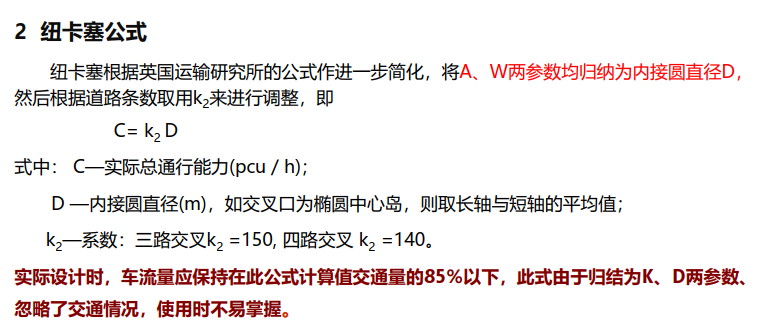 2 纽卡塞公式
纽卡塞根据英国运输研究所的公式作进一步简化，将A、W两参数均归纳为内接圆直径D，
然后根据道路条数取用k₂来进行调整，即
C= k₂ D
式中： C—实际总通行能力(pcu / h)；
D —内接圆直径(m)，如交叉口为椭圆中心岛，则取长轴与短轴的平均值；
k₂—系数：三路交叉k₂ =150, 四路交叉 k₂ =140。
实际设计时，车流量应保持在此公式计算值交通量的85%以下，此式由于归结为K、D两参数、
忽略了交通情况，使用时不易掌握。